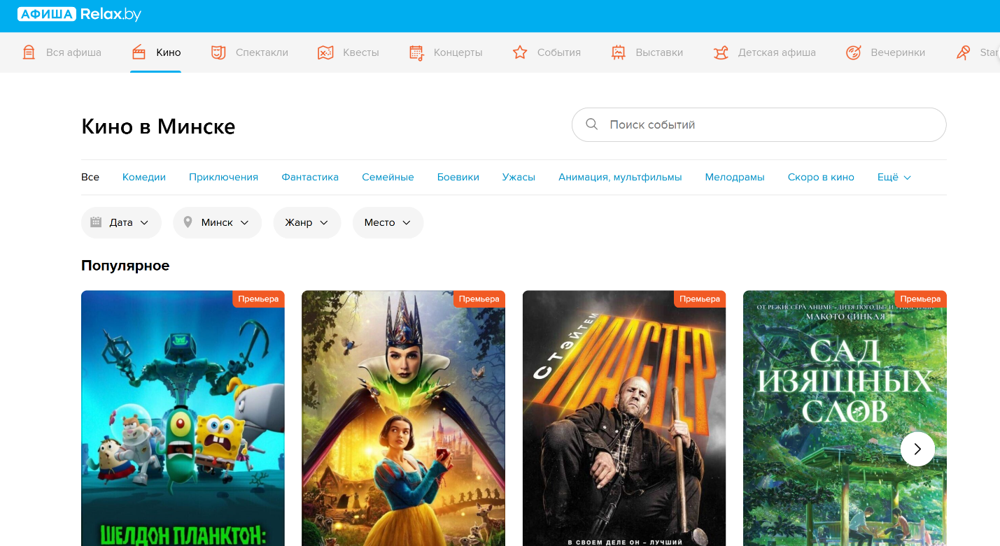 АФИША Relax.by
Вся афиша Кино Спектакли Квесты Концерты События Выставки Детская афиша Вечеринки Star
Кино в Минске
Поиск событий
Все Комедии Приключения Фантастика Семейные Боевики Ужасы Анимация, мультфильмы Мелодрамы Скоро в кино Ещё
Дата Минск Жанр Место
Популярное
Премьера
ШЕЛДОН ПЛАНКТОН:
Премьера
Премьера
СТЭЙТЕМ
МАСТЕР
В СВОЕМ ДЕЛЕ ОН – ЛУЧШИЙ
Премьера
ОТ РЕЖИССЁРА АНИМЕ «ДИТЯ ПОГОДЫ» И
МАКОТО СИНКАЯ
САД
ИЗЯЩНЫХ
СЛОВ